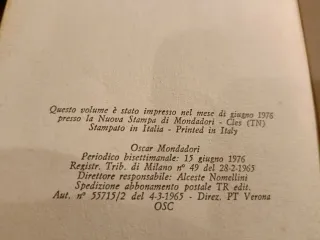 Questo volume è stato impresso nel mese di giugno 1976
presso la Nuova Stampa di Mondadori - Cles (TN)
Stampato in Italia - Printed in Italy
Oscar Mondadori
Periodico bisettimanale: 15 giugno 1976
Registr. Trib. di Milano n° 49 del 28-2-1965
Direttore responsabile: Alceste Nomellini
Spedizione abbonamento postale TR edit.
Aut. n° 55715/2 del 4-3-1965 - Direz. PT Verona
OSC